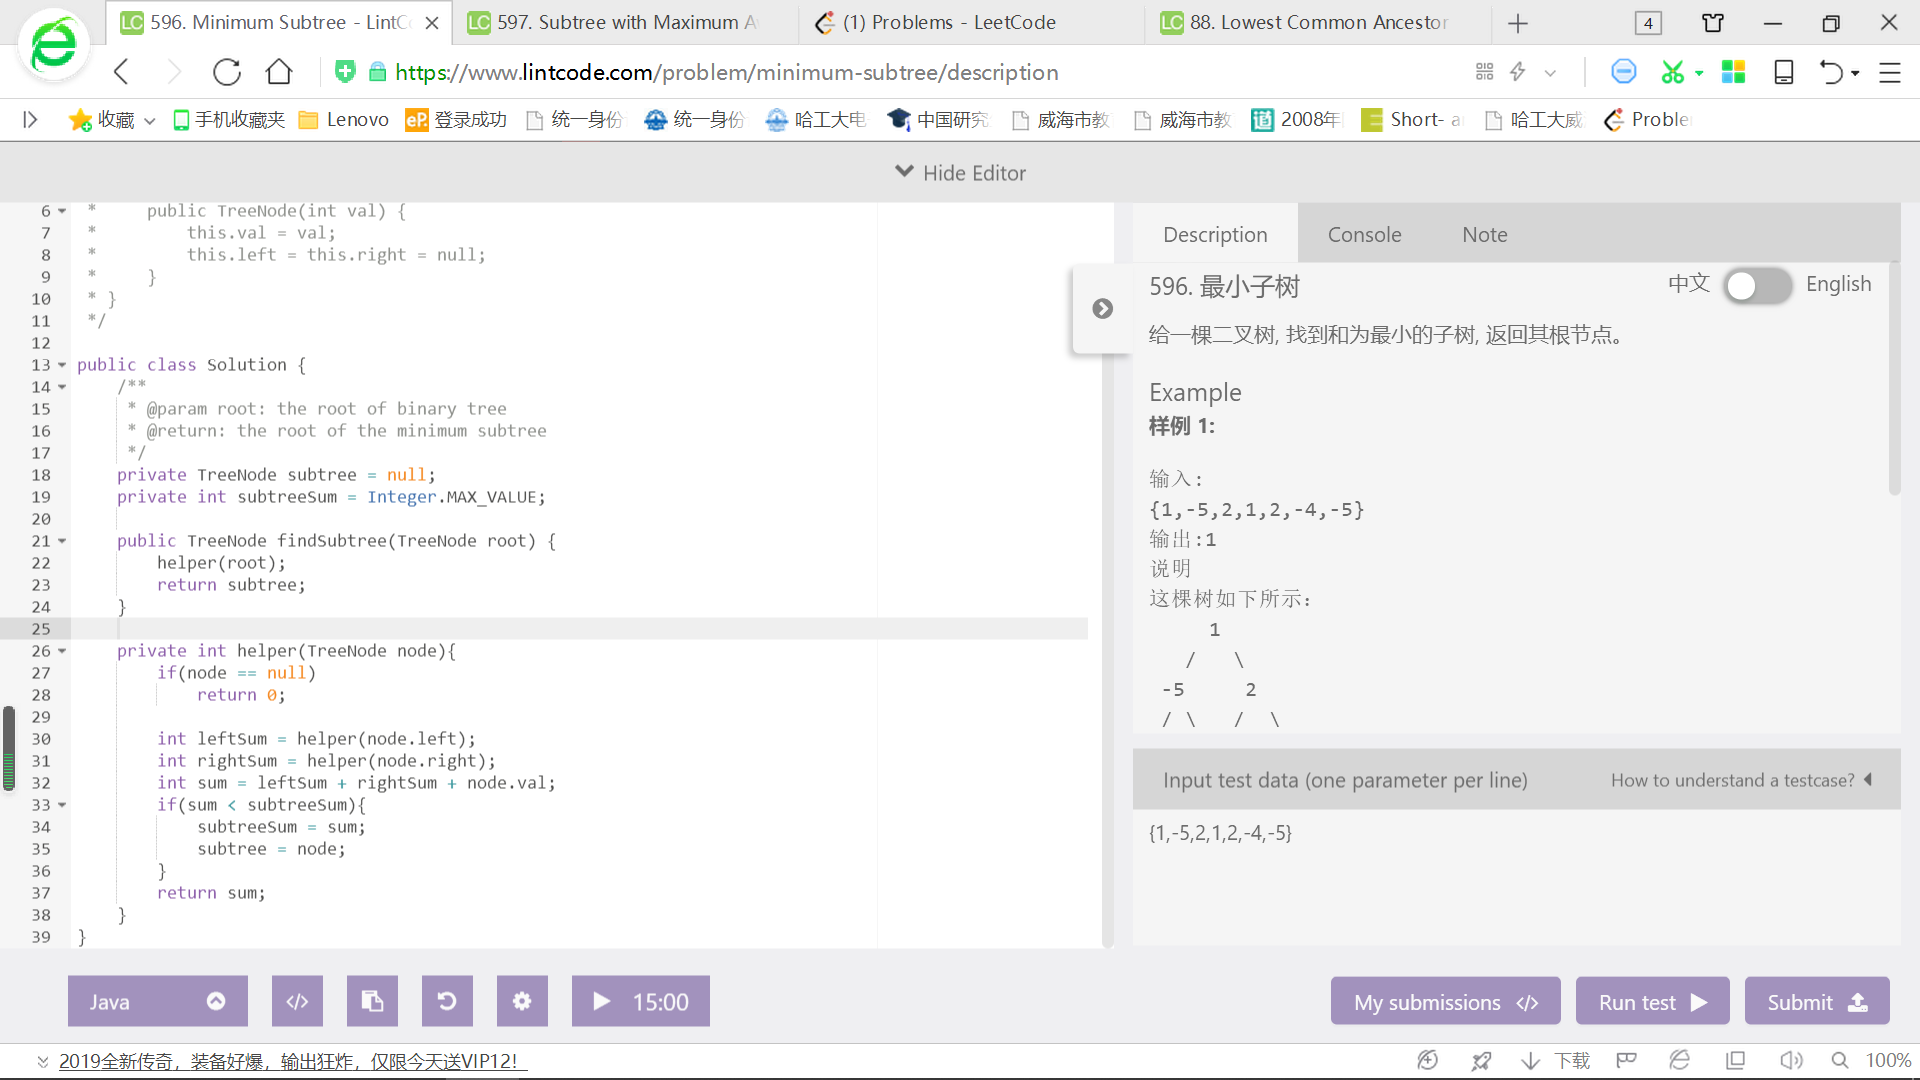 596. Minimum Subtree - LintC
597. Subtree with Maximum A
(1) Problems - LeetCode
88. Lowest Common Ancestor
4
https://www.lintcode.com/problem/minimum-subtree/description
收藏 手机收藏夹 Lenovo 登录成功 统一身份 统一身份 哈工大电 中国研究 威海市教 威海市教 2008年 Short- a 哈工大威 Proble
Hide Editor
6 *     public TreeNode(int val) {
7 *         this.val = val;
8 *         this.left = this.right = null;
9 *     }
10 * }
11 */
12
13 public class Solution {
14     /**
15      * @param root: the root of binary tree
16      * @return: the root of the minimum subtree
17      */
18     private TreeNode subtree = null;
19     private int subtreeSum = Integer.MAX_VALUE;
20
21     public TreeNode findSubtree(TreeNode root) {
22         helper(root);
23         return subtree;
24     }
25
26     private int helper(TreeNode node){
27         if(node == null)
28             return 0;
29
30         int leftSum = helper(node.left);
31         int rightSum = helper(node.right);
32         int sum = leftSum + rightSum + node.val;
33         if(sum < subtreeSum){
34             subtreeSum = sum;
35             subtree = node;
36         }
37         return sum;
38     }
39 }
Description Console Note
596. 最小子树 中文 English
给一棵二叉树, 找到和为最小的子树, 返回其根节点。
Example
样例 1:
输入:
{1,-5,2,1,2,-4,-5}
输出:1
说明
这棵树如下所示:
     1
   /   \
 -5     2
 / \   /  \
Input test data (one parameter per line) How to understand a testcase?
{1,-5,2,1,2,-4,-5}
Java </> 15:00 My submissions </> Run test Submit
2019全新传奇，装备好爆，输出狂炸，仅限今天送VIP12！ 下载 100%